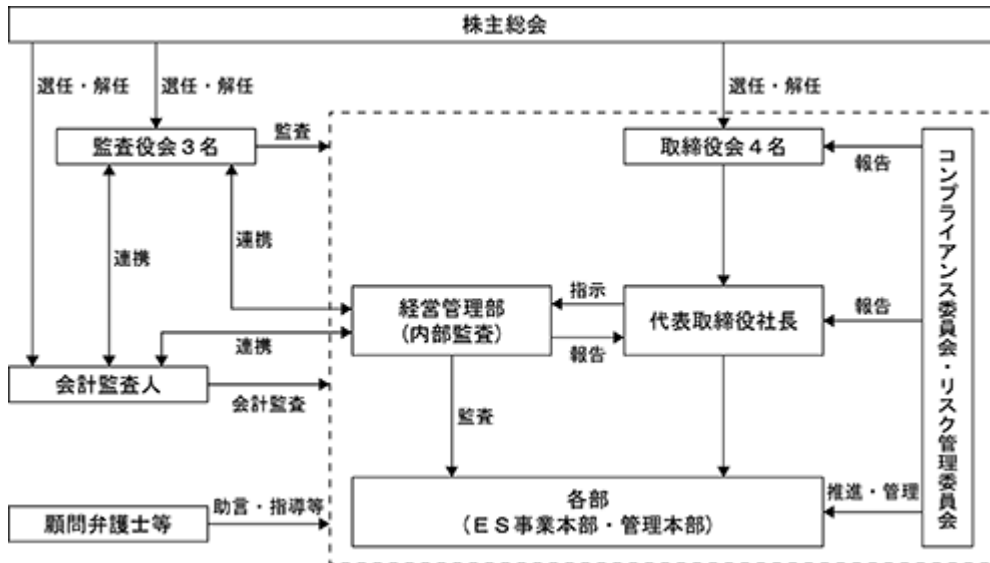 株主総会
選任・解任
選任・解任
選任・解任
監査役会３名
監査
取締役会４名
報告
連携
連携
経営管理部
（内部監査）
指示
報告
代表取締役社長
報告
連携
会計監査人
会計監査
監査
顧問弁護士等
助言・指導等
各部
（ＥＳ事業本部・管理本部）
推進・管理
コンプライアンス委員会・リスク管理委員会